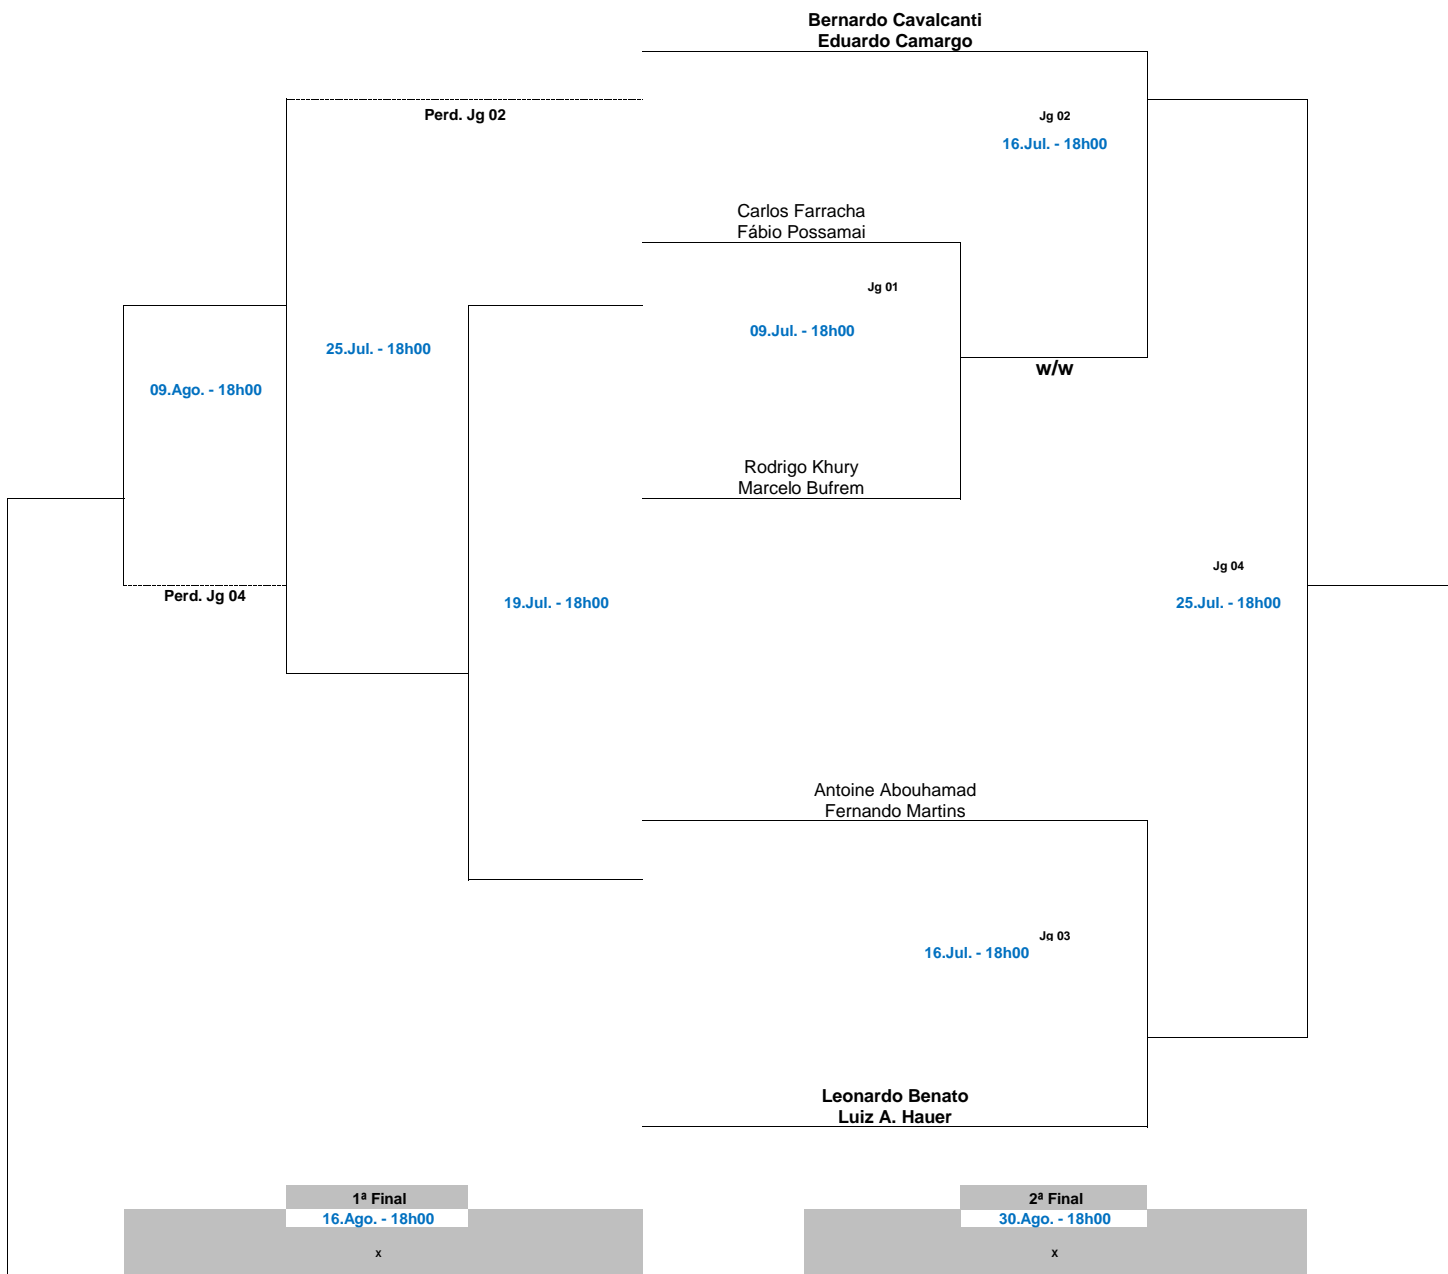 Bernardo Cavalcanti
Eduardo Camargo
Perd. Jg 02
Jg 02
16.Jul. - 18h00
Carlos Farracha
Fábio Possamai
Jg 01
09.Jul. - 18h00
25.Jul. - 18h00
w/w
09.Ago. - 18h00
Rodrigo Khury
Marcelo Bufrem
Jg 04
Perd. Jg 04
19.Jul. - 18h00
25.Jul. - 18h00
Antoine Abouhamad
Fernando Martins
Jg 03
16.Jul. - 18h00
Leonardo Benato
Luiz A. Hauer
1ª Final
2ª Final
16.Ago. - 18h00
30.Ago. - 18h00
x
x